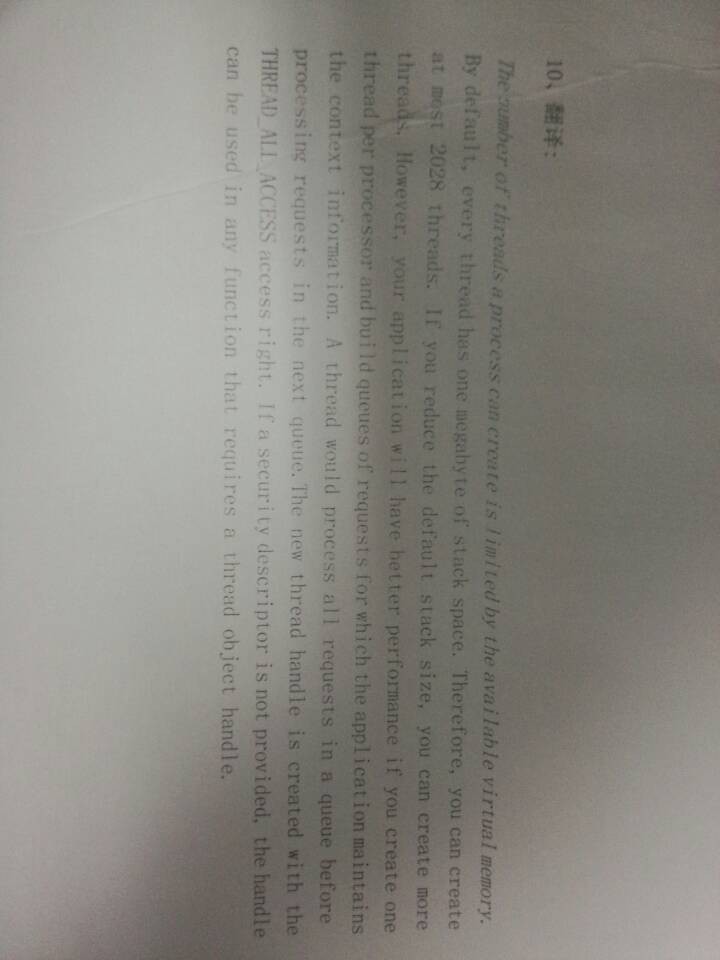 10、翻译：
The number of threads a process can create is limited by the available virtual memory.
By default, every thread has one megabyte of stack space. Therefore, you can create
at most 2028 threads. If you reduce the default stack size, you can create more
threads. However, your application will have better performance if you create one
thread per processor and build queues of requests for which the application maintains
the context information. A thread would process all requests in a queue before
processing requests in the next queue. The new thread handle is created with the
THREAD_ALL_ACCESS access right. If a security descriptor is not provided, the handle
can be used in any function that requires a thread object handle.